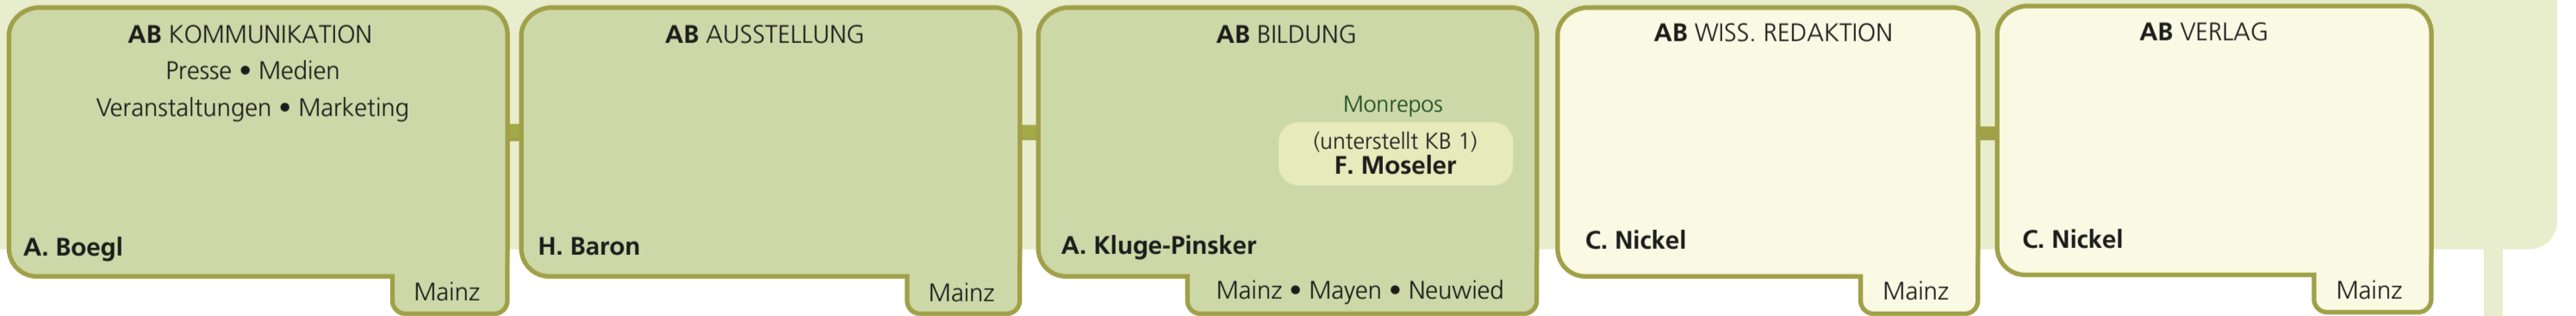 AB KOMMUNIKATION
Presse • Medien
Veranstaltungen • Marketing
A. Boegl
Mainz
AB AUSSTELLUNG
H. Baron
Mainz
AB BILDUNG
Monrepos
(unterstellt KB 1)
F. Moseler
A. Kluge-Pinsker
Mainz • Mayen • Neuwied
AB WISS. REDAKTION
C. Nickel
Mainz
AB VERLAG
C. Nickel
Mainz